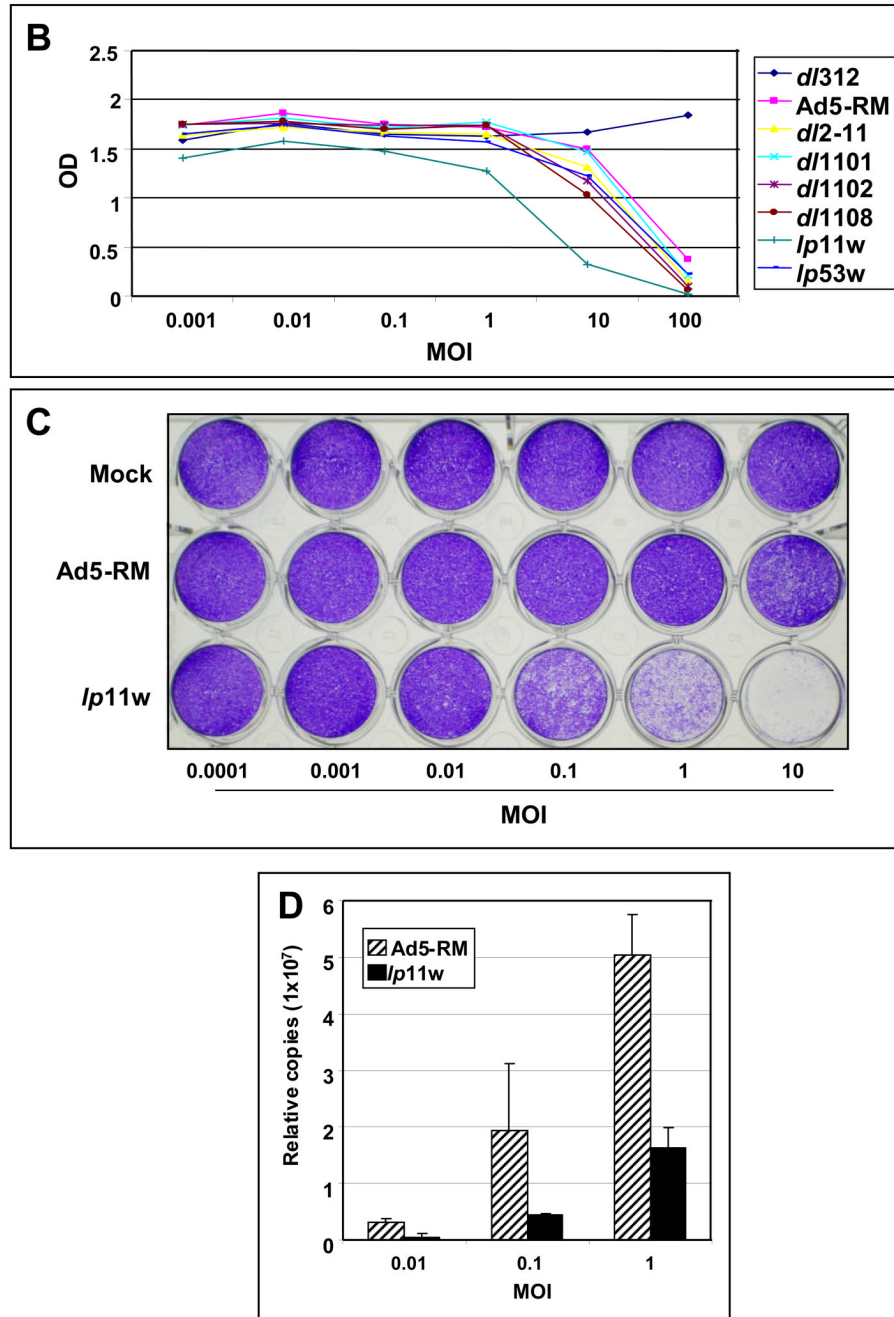 B
2.5
2
1.5
1
0.5
0
OD
0.001 0.01 0.1 1 10 100
MOI
dl312
Ad5-RM
dl2-11
dl1101
dl1102
dl1108
lp11w
lp53w
C
Mock
Ad5-RM
lp11w
0.0001 0.001 0.01 0.1 1 10
MOI
D
6
5
4
3
2
1
0
Relative copies (1x10⁷)
Ad5-RM
lp11w
0.01 0.1 1
MOI